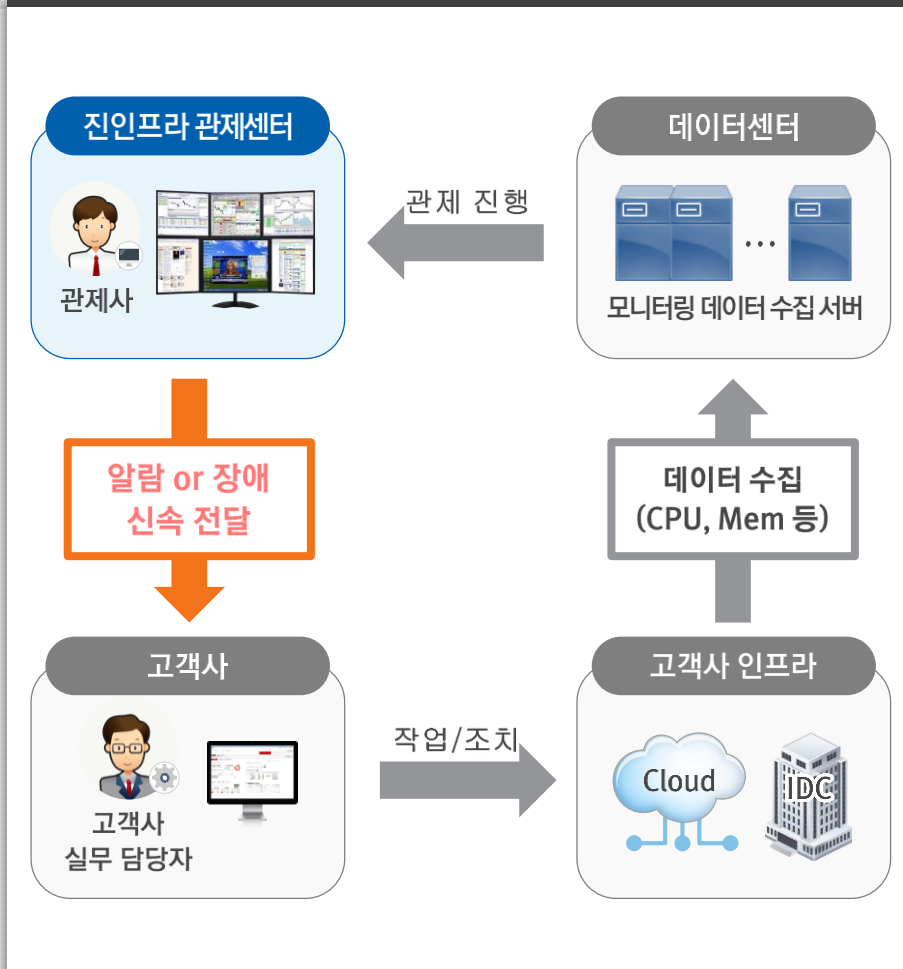 진인프라 관제센터
관제사
관제 진행
데이터센터
모니터링 데이터 수집 서버
알람 or 장애
신속 전달
데이터 수집
(CPU, Mem 등)
고객사
고객사
실무 담당자
작업/조치
고객사 인프라
Cloud
IDC